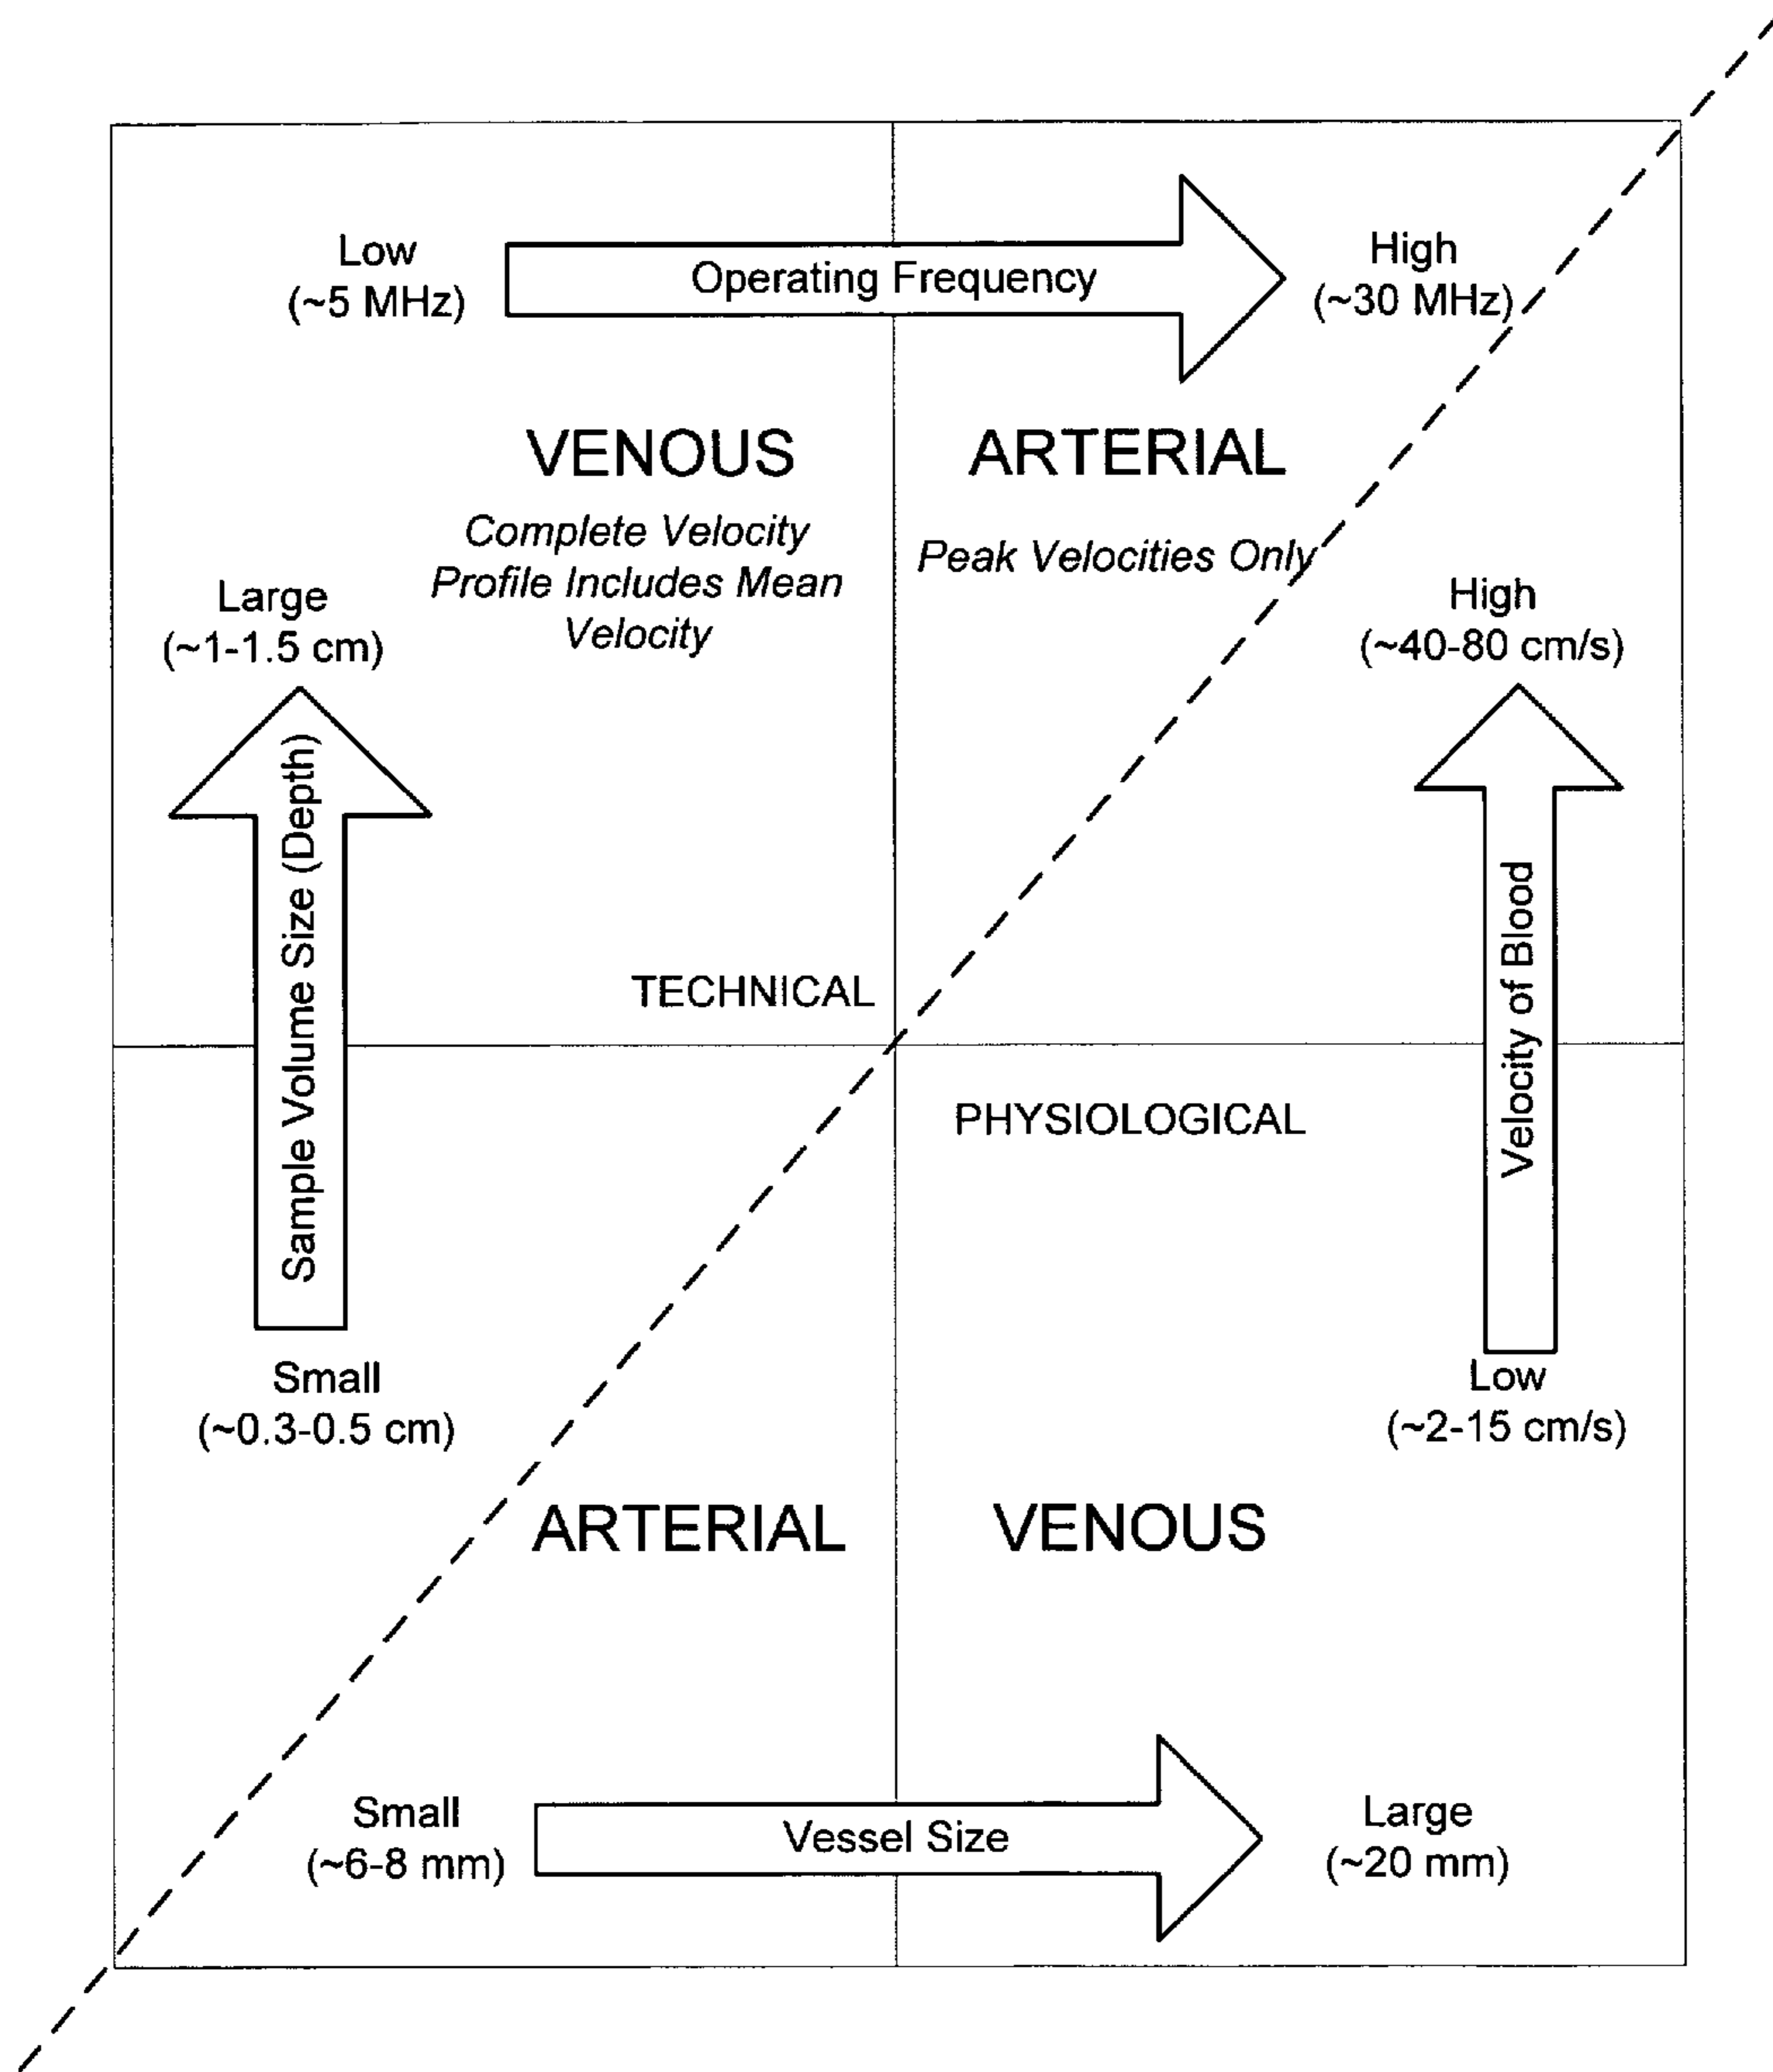 Low
(~5 MHz)
Operating Frequency
High
(~30 MHz)
VENOUS
Complete Velocity
Profile Includes Mean
Velocity
ARTERIAL
Peak Velocities Only
Large
(~1-1.5 cm)
Sample Volume Size (Depth)
Small
(~0.3-0.5 cm)
High
(~40-80 cm/s)
Velocity of Blood
Low
(~2-15 cm/s)
TECHNICAL
PHYSIOLOGICAL
ARTERIAL
VENOUS
Small
(~6-8 mm)
Vessel Size
Large
(~20 mm)